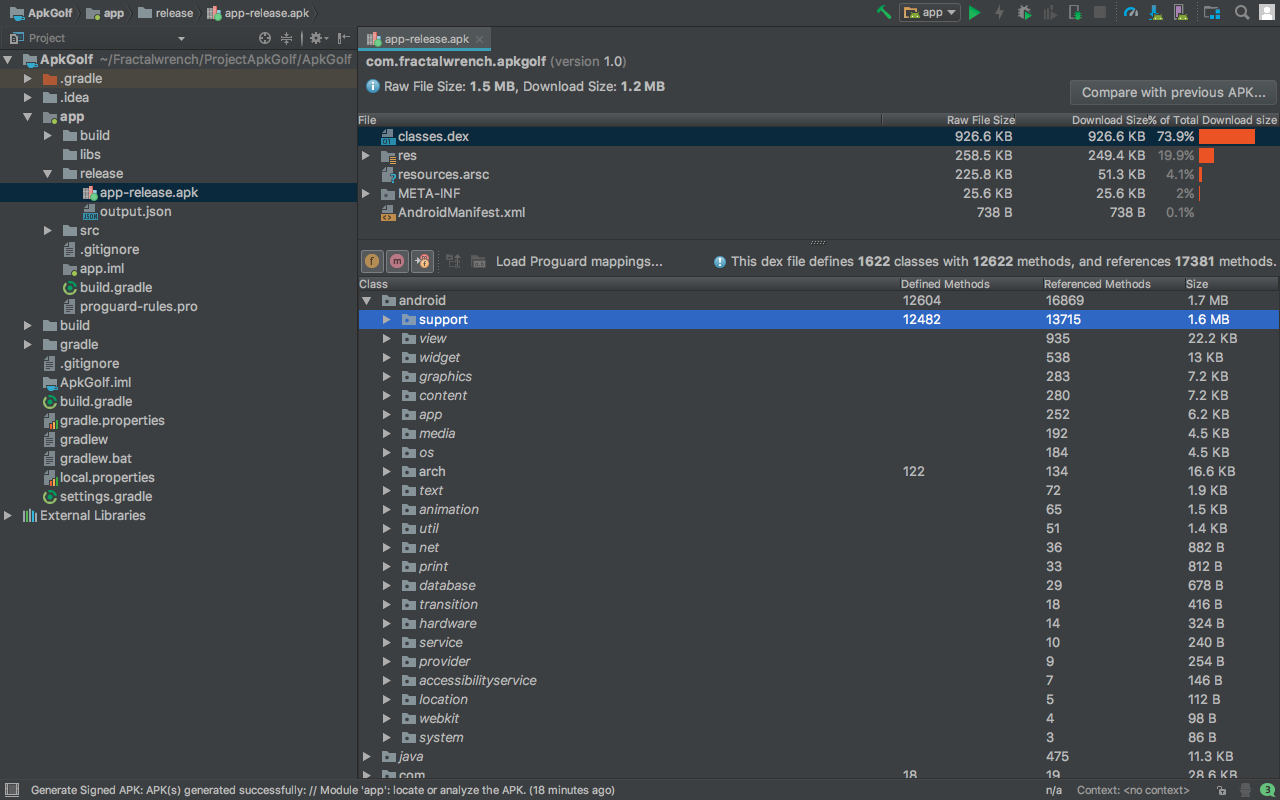 ApkGolf app release app-release.apk
app
Project
ApkGolf ~/Fractalwrench/ProjectApkGolf/ApkGolf
.gradle
.idea
app
build
libs
release
app-release.apk
output.json
src
.gitignore
app.iml
build.gradle
proguard-rules.pro
build
gradle
.gitignore
ApkGolf.iml
build.gradle
gradle.properties
gradlew
gradlew.bat
local.properties
settings.gradle
External Libraries
app-release.apk
com.fractalwrench.apkgolf (version 1.0)
Raw File Size: 1.5 MB, Download Size: 1.2 MB
Compare with previous APK...
File Raw File Size Download Size % of Total Download size
classes.dex 926.6 KB 926.6 KB 73.9%
res 258.5 KB 249.4 KB 19.9%
resources.arsc 225.8 KB 51.3 KB 4.1%
META-INF 25.6 KB 25.6 KB 2%
AndroidManifest.xml 738 B 738 B 0.1%
f m f Load Proguard mappings... This dex file defines 1622 classes with 12622 methods, and references 17381 methods.
Class Defined Methods Referenced Methods Size
android 12604 16869 1.7 MB
support 12482 13715 1.6 MB
view 935 22.2 KB
widget 538 13 KB
graphics 283 7.2 KB
content 280 7.2 KB
app 252 6.2 KB
media 192 4.5 KB
os 184 4.5 KB
arch 122 134 16.6 KB
text 72 1.9 KB
animation 65 1.5 KB
util 51 1.4 KB
net 36 882 B
print 33 812 B
database 29 678 B
transition 18 416 B
hardware 14 324 B
service 10 240 B
provider 9 254 B
accessibilityservice 7 146 B
location 5 112 B
webkit 4 98 B
system 3 86 B
java 475 11.3 KB
com 18 19 28.6 KB
Generate Signed APK: APK(s) generated successfully: // Module 'app': locate or analyze the APK. (18 minutes ago) n/a Context: <no context> 3